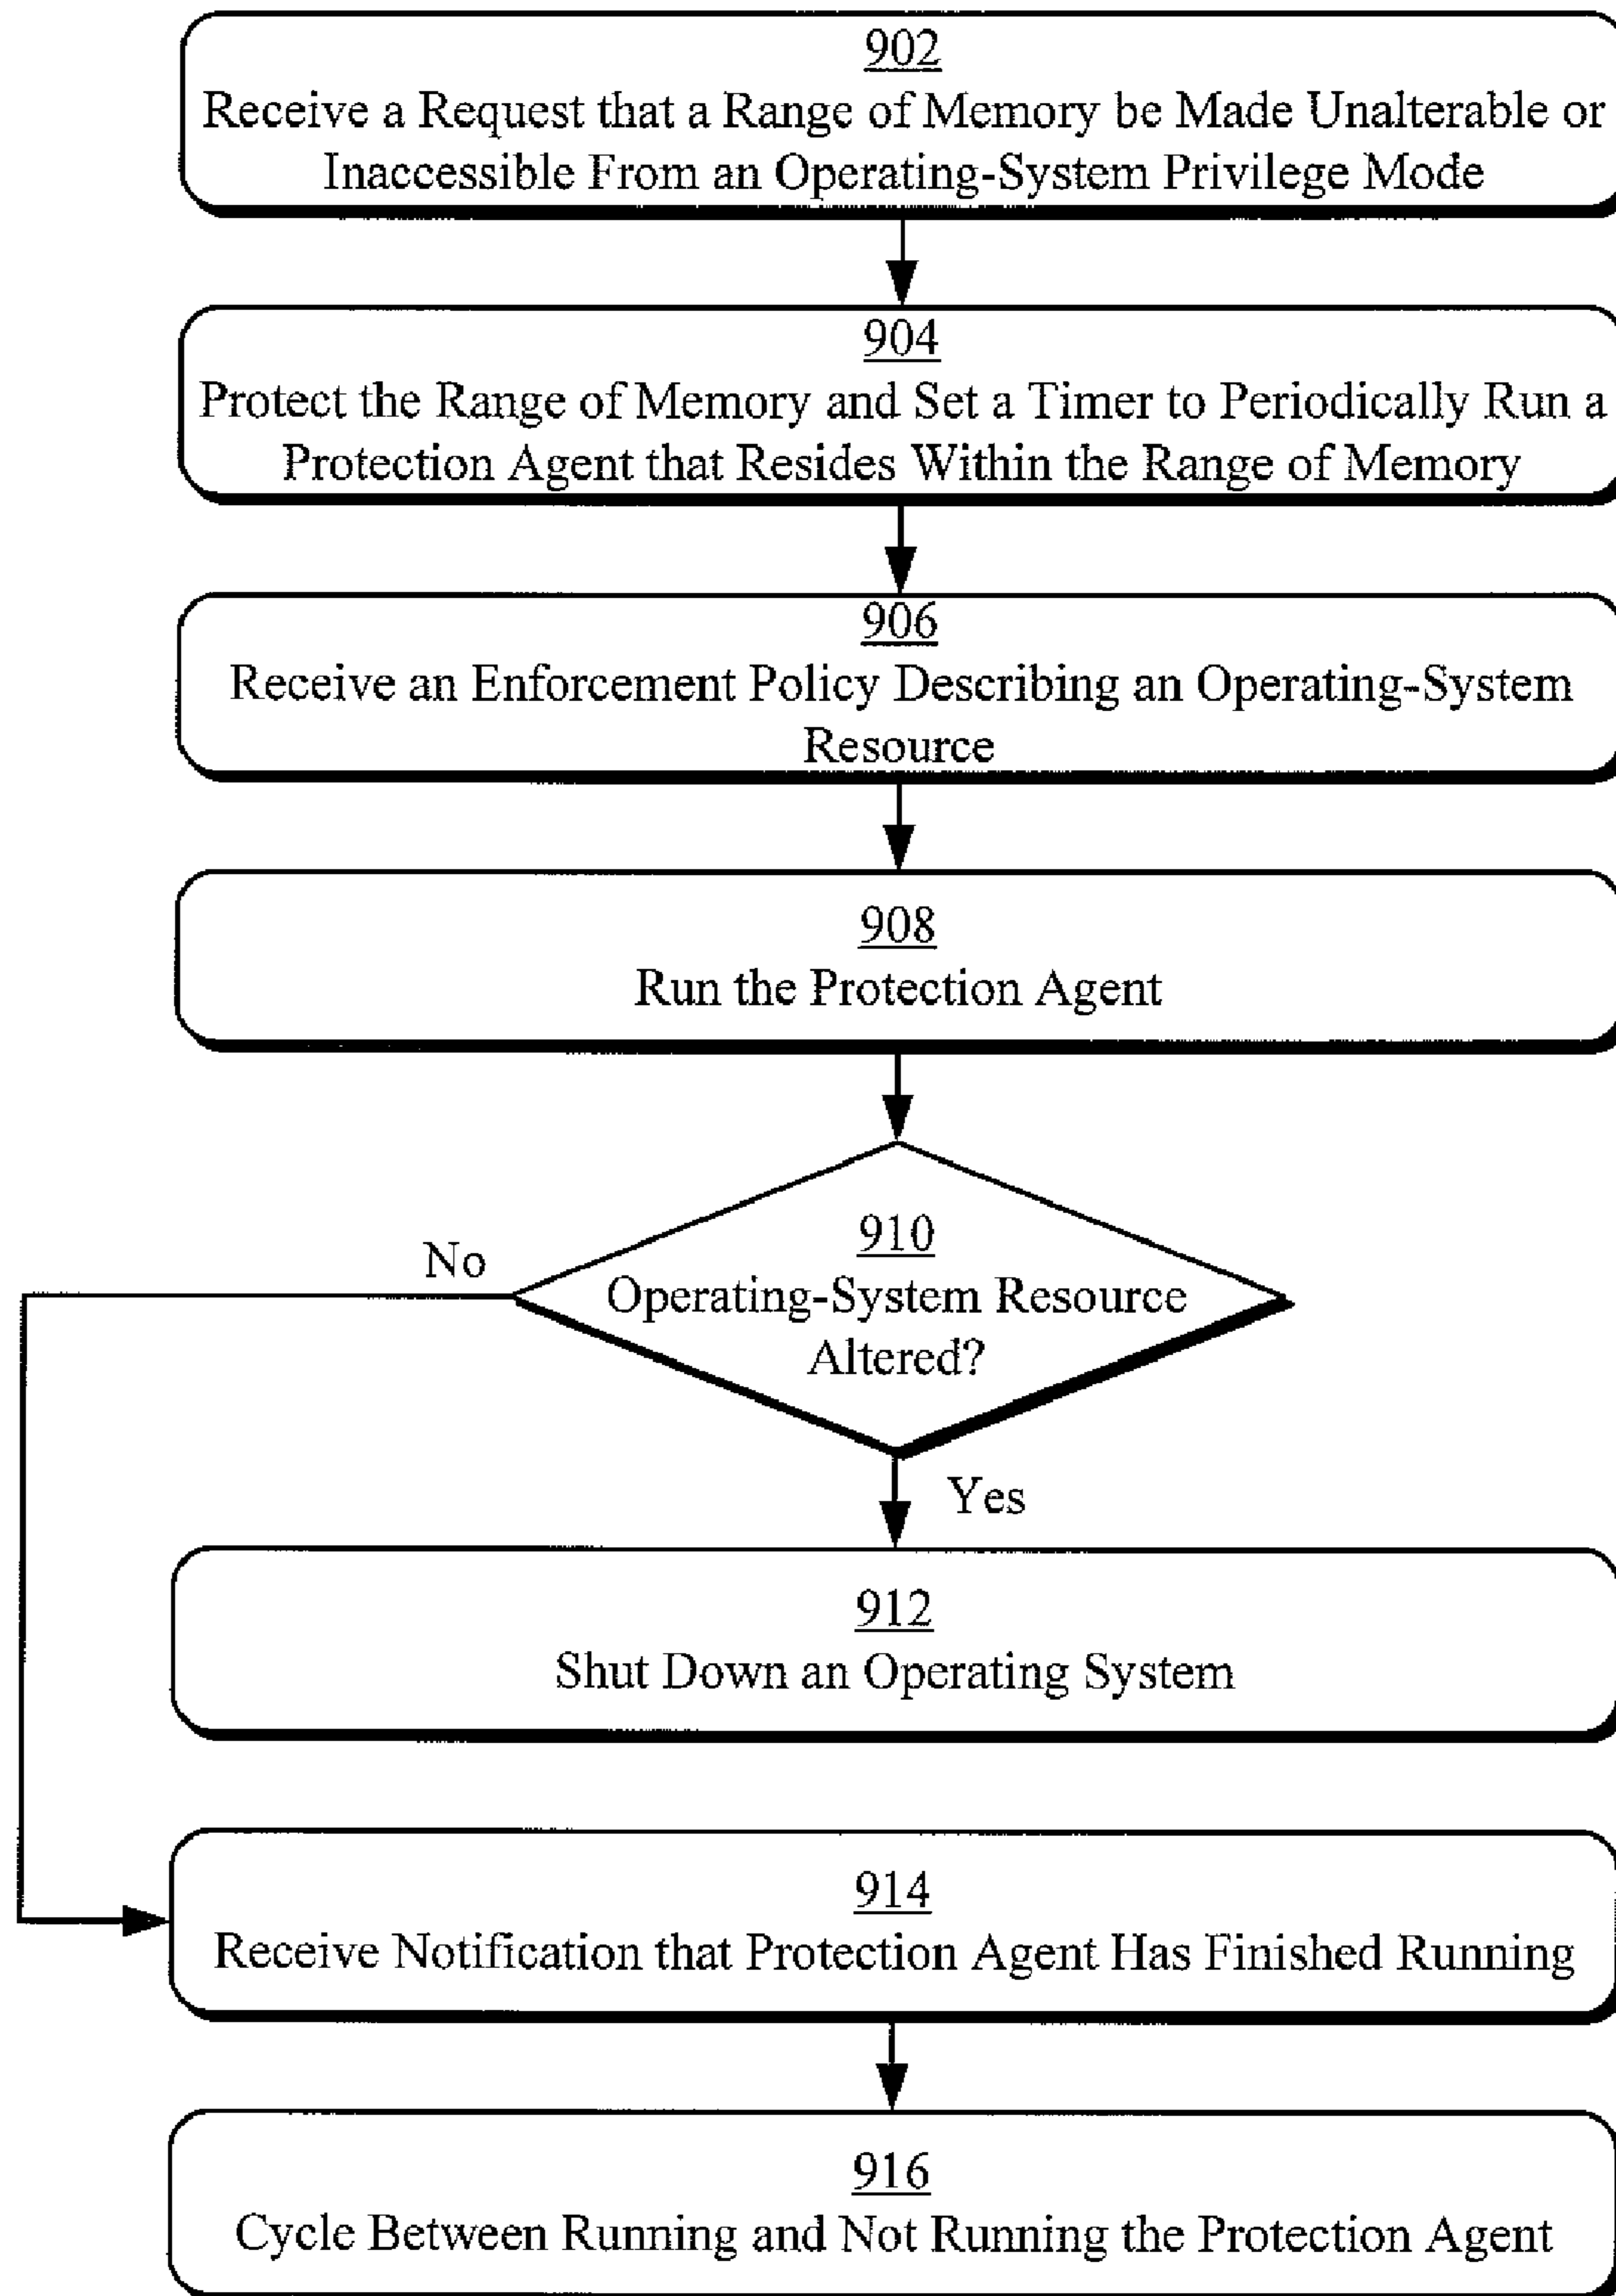 902
Receive a Request that a Range of Memory be Made Unalterable or
Inaccessible From an Operating-System Privilege Mode
904
Protect the Range of Memory and Set a Timer to Periodically Run a
Protection Agent that Resides Within the Range of Memory
906
Receive an Enforcement Policy Describing an Operating-System
Resource
908
Run the Protection Agent
910
Operating-System Resource
Altered?
No
Yes
912
Shut Down an Operating System
914
Receive Notification that Protection Agent Has Finished Running
916
Cycle Between Running and Not Running the Protection Agent